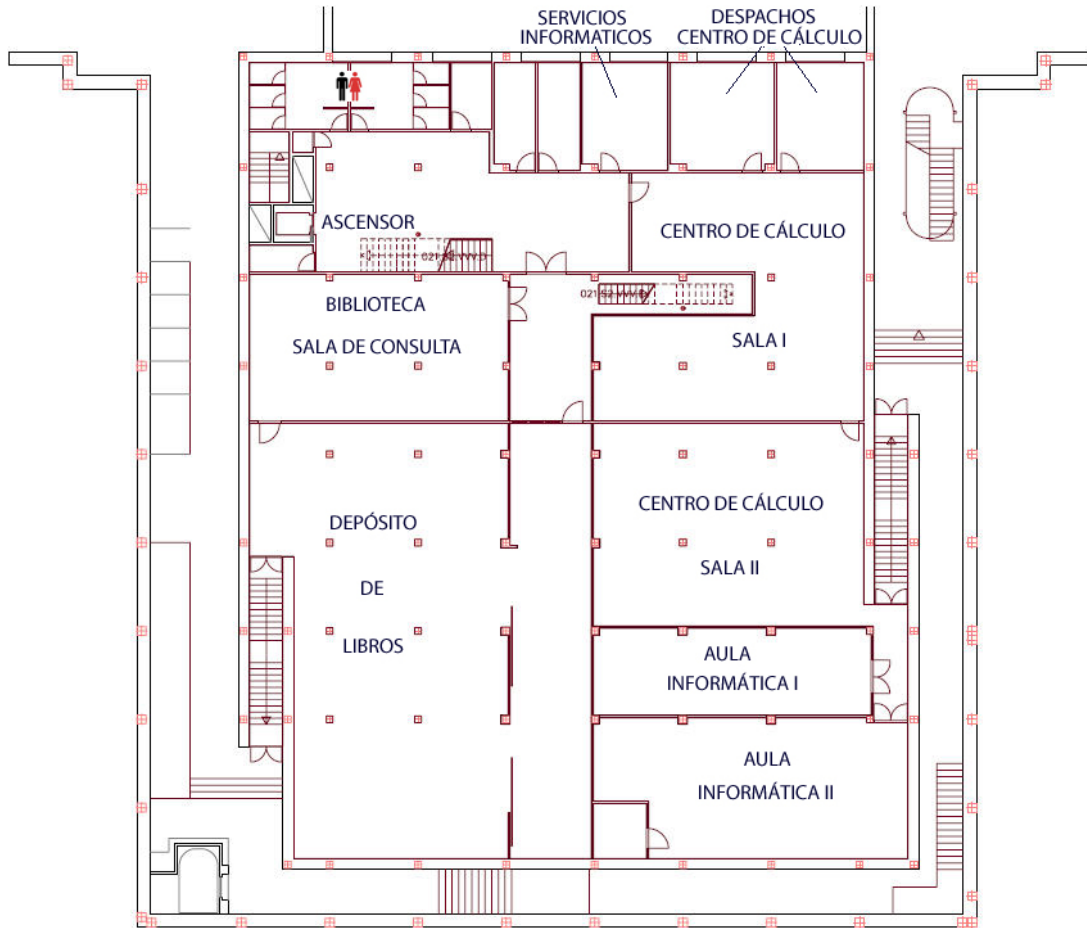 SERVICIOS
INFORMATICOS
DESPACHOS
CENTRO DE CÁLCULO
ASCENSOR
CENTRO DE CÁLCULO
BIBLIOTECA
SALA DE CONSULTA
SALA I
CENTRO DE CÁLCULO
SALA II
DEPÓSITO
DE
LIBROS
AULA
INFORMÁTICA I
AULA
INFORMÁTICA II